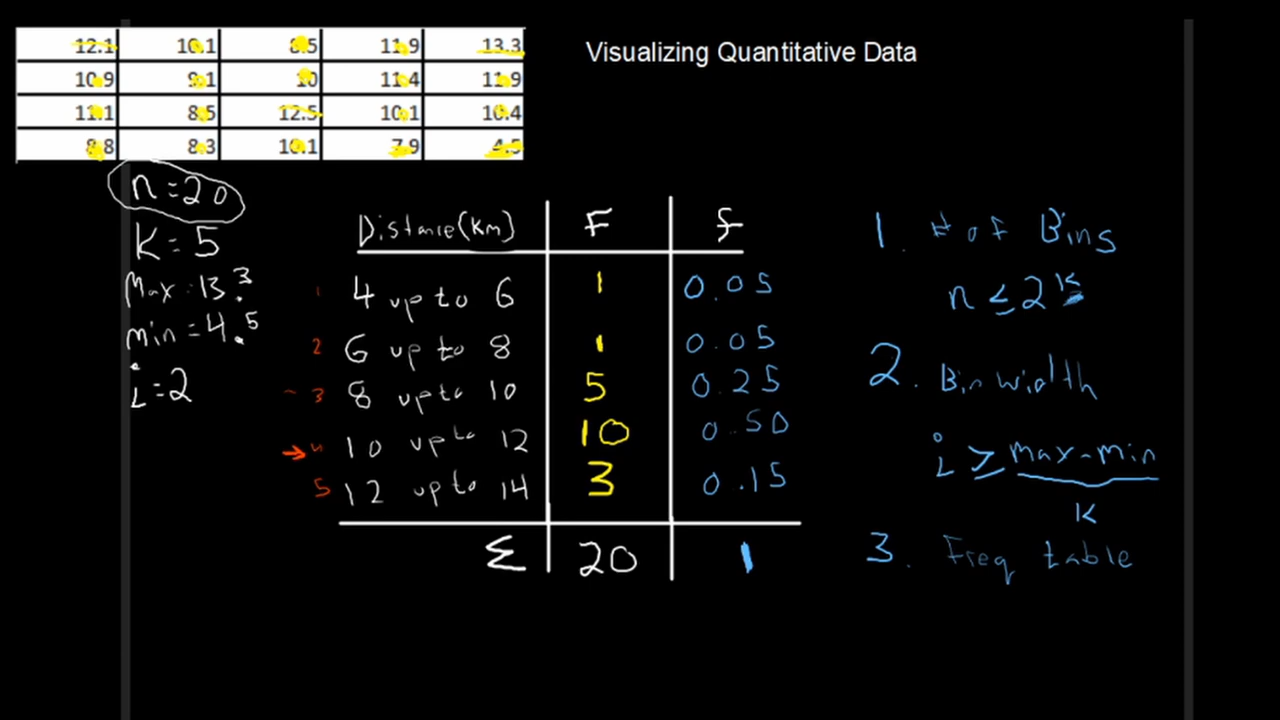 12.1 10.1 8.5 11.9 13.3
Visualizing Quantitative Data
10.9 9.1 10 11.4 11.9
11.1 8.5 12.5 10.1 10.4
8.8 8.3 10.1 7.9 4.5
n=20
K=5
Max=13.3
min=4.5
i=2
Distance(Km) F f
1 4 up to 6 1 0.05
2 6 up to 8 1 0.05
3 8 upto 10 5 0.25
4 10 up to 12 10 0.50
5 12 up to 14 3 0.15
Σ 20 1
1. # of Bins
n ≤ 2^K
2. Bin width
i ≥ max-min
K
3. Freq table